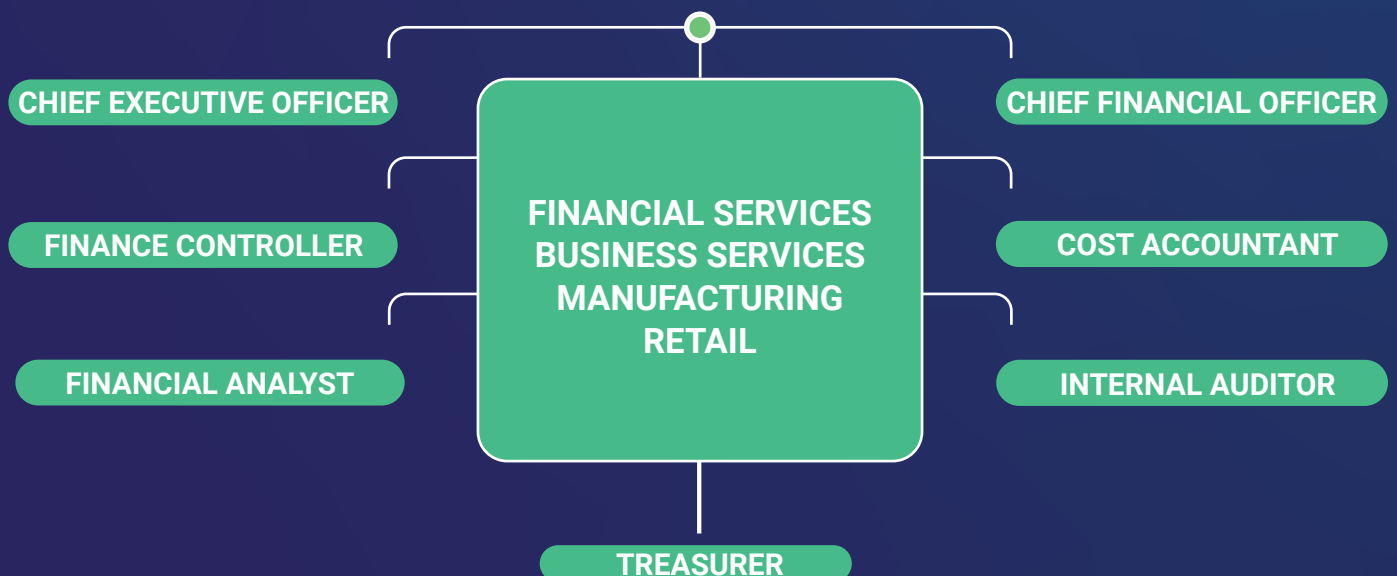 CHIEF EXECUTIVE OFFICER
CHIEF FINANCIAL OFFICER
FINANCIAL SERVICES
BUSINESS SERVICES
MANUFACTURING
RETAIL
FINANCE CONTROLLER
COST ACCOUNTANT
FINANCIAL ANALYST
INTERNAL AUDITOR
TREASURER